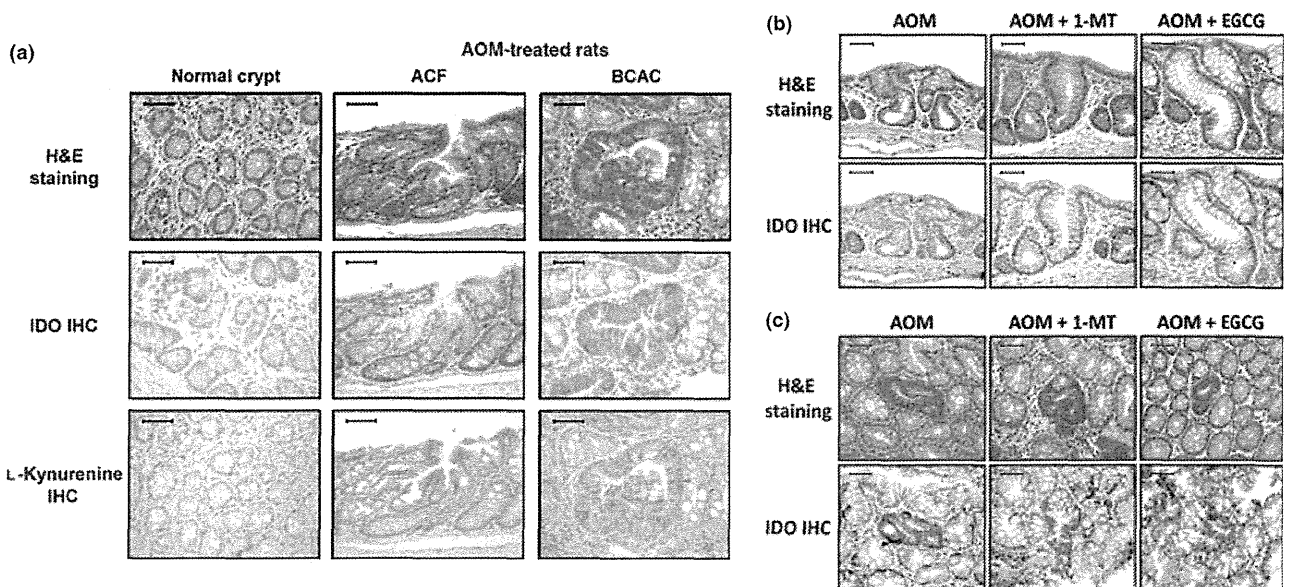 (a)
AOM-treated rats
Normal crypt ACF BCAC
H&E
staining
IDO IHC
L-Kynurenine
IHC
(b)
AOM AOM + 1-MT AOM + EGCG
H&E
staining
IDO IHC
(c)
AOM AOM + 1-MT AOM + EGCG
H&E
staining
IDO IHC